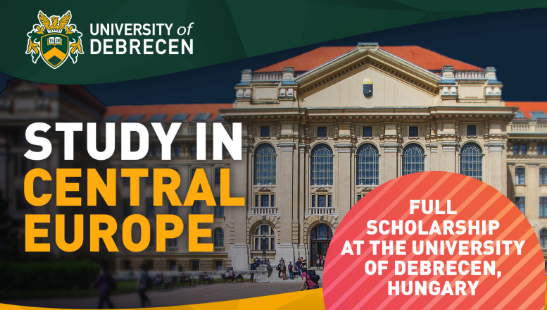 UNIVERSITY of
DEBRECEN
STUDY IN
CENTRAL
EUROPE
FULL
SCHOLARSHIP
AT THE UNIVERSITY
OF DEBRECEN,
HUNGARY